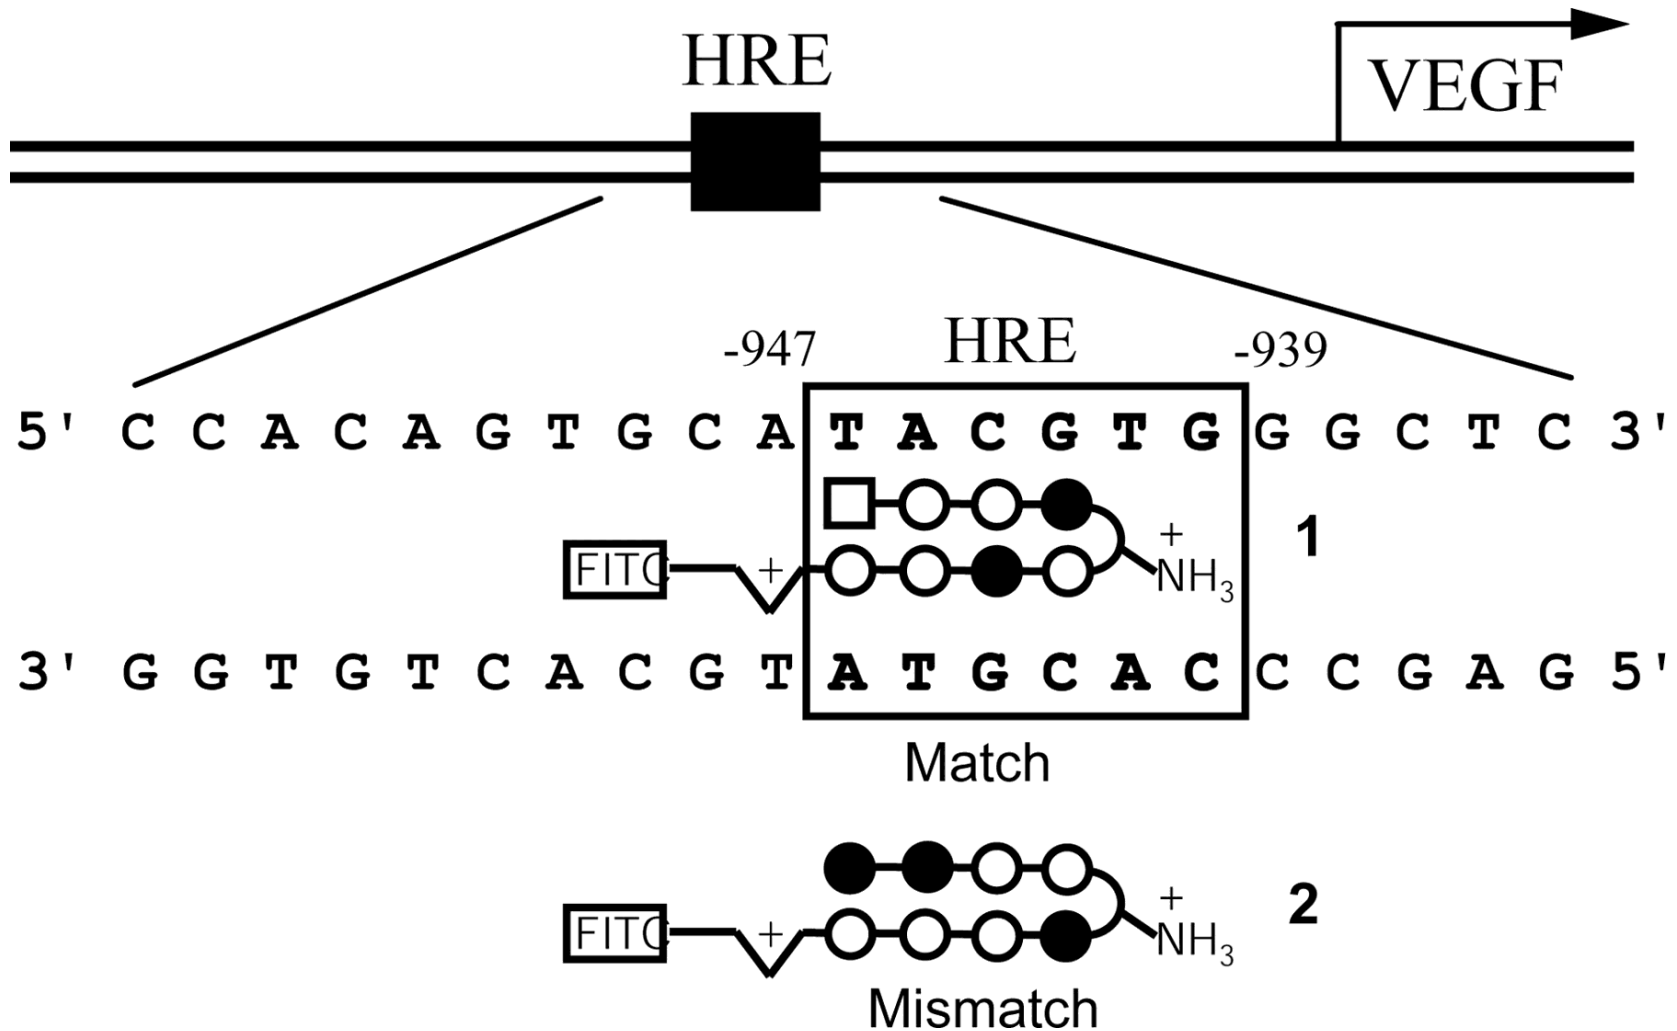 HRE
VEGF
-947 HRE -939
5' C C A C A G T G C A T A C G T G G G C T C 3'
+ 1
FITC + NH3
3' G G T G T C A C G T A T G C A C C C G A G 5'
Match
+ 2
FITC + NH3
Mismatch